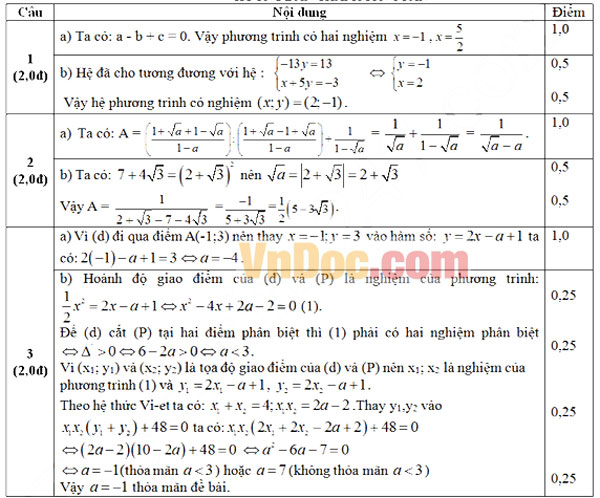 Câu Nội dung Điểm
1 (2,0đ)
a) Ta có: a - b + c = 0. Vậy phương trình có hai nghiệm x = −1 , x = 5/2 1,0
b) Hệ đã cho tương đương với hệ : { −13y = 13 ; x + 5y = −3 ⇔ { y = −1 ; x = 2 0,5
Vậy hệ phương trình có nghiệm (x; y) = (2; −1). 0,5
2 (2,0đ)
a) Ta có: A = ((1+√a+1−√a)/(1−a)).((1+√a−1+√a)/(1−a)) + 1/(1−√a) = 1/√a + 1/(1−√a) = 1/(√a − a) . 1,0
b) Ta có: 7 + 4√3 = (2 + √3)² nên √a = |2 + √3| = 2 + √3 0,5
Vậy A = 1/(2 + √3 − 7 − 4√3) = −1/(5 + 3√3) = 1/2 (5 − 3√3). 0,5
3 (2,0đ)
a) Vì (d) đi qua điểm A(-1;3) nên thay x = −1; y = 3 vào hàm số: y = 2x − a + 1 ta 1,0
có: 2(−1) − a + 1 = 3 ⇔ a = −4 .
VnDoc.com
b) Hoành độ giao điểm của (d) và (P) là nghiệm của phương trình:
1/2 x² = 2x − a + 1 ⇔ x² − 4x + 2a − 2 = 0 (1). 0,25
Để (d) cắt (P) tại hai điểm phân biệt thì (1) phải có hai nghiệm phân biệt
⇔ Δ' > 0 ⇔ 6 − 2a > 0 ⇔ a < 3 . 0,25
Vì (x₁; y₁) và (x₂; y₂) là tọa độ giao điểm của (d) và (P) nên x₁; x₂ là nghiệm của
phương trình (1) và y₁ = 2x₁ − a + 1, y₂ = 2x₂ − a + 1 .
Theo hệ thức Vi-et ta có: x₁ + x₂ = 4; x₁x₂ = 2a − 2 .Thay y₁,y₂ vào 0,25
x₁x₂(y₁ + y₂) + 48 = 0 ta có: x₁x₂(2x₁ + 2x₂ − 2a + 2) + 48 = 0
⇔ (2a − 2)(10 − 2a) + 48 = 0 ⇔ a² − 6a − 7 = 0
⇔ a = −1 (thỏa mãn a < 3 ) hoặc a = 7 (không thỏa mãn a < 3 )
Vậy a = −1 thỏa mãn đề bài. 0,25